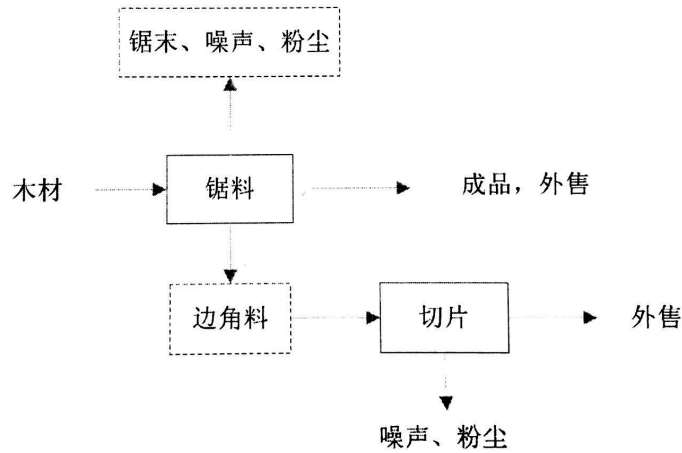 锯末、噪声、粉尘
木材
锯料
成品，外售
边角料
切片
外售
噪声、粉尘